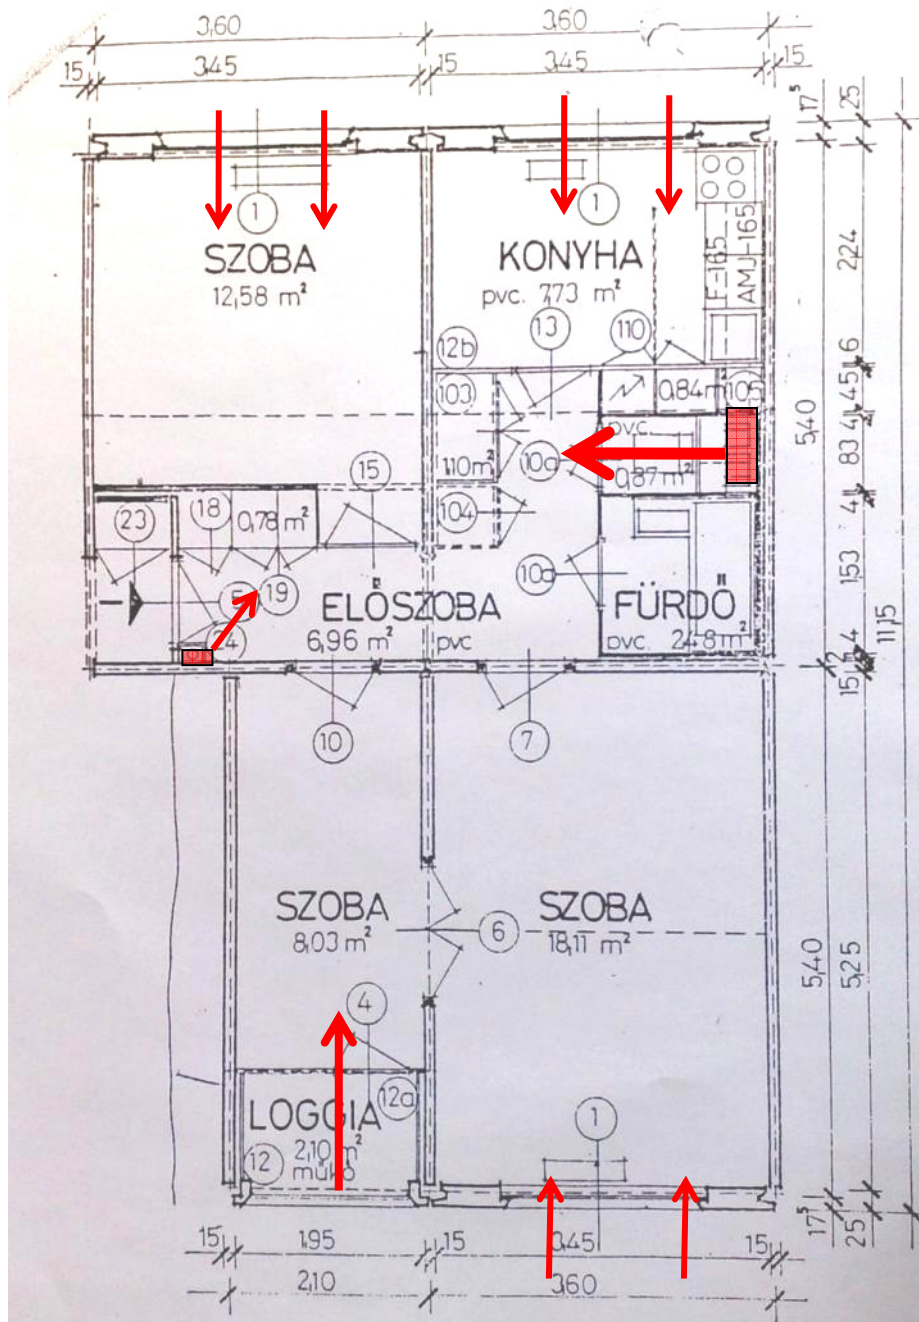 3,60
3,60
15
3,45
15
3,45
15
17⁵
25
1
1
SZOBA
12,58 m²
KONYHA
pvc. 7,73 m²
F-165
AMJ-165
2,24
13
110
12b
6
103
0,84 m²
105
45
5,40
pvc.
4
1,10 m²
10a
0,87 m²
83
15
4
23
18
0,78 m²
104
10a
1,53
19
ELŐSZOBA
6,96 m²
pvc
FÜRDŐ
pvc. 2,48 m²
24
11,15
15
10
7
SZOBA
8,03 m²
SZOBA
18,11 m²
6
5,40
5,25
4
LOGGIA
2,10 m²
műkő
12a
12
1
17⁵
25
15
1,95
15
3,45
15
2,10
3,60